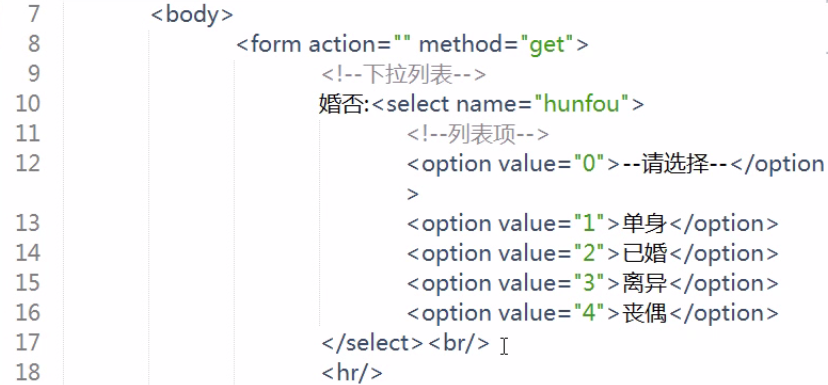 7 <body>
8 <form action="" method="get">
9 <!--下拉列表-->
10 婚否:<select name="hunfou">
11 <!--列表项-->
12 <option value="0">--请选择--</option
>
13 <option value="1">单身</option>
14 <option value="2">已婚</option>
15 <option value="3">离异</option>
16 <option value="4">丧偶</option>
17 </select><br/>
18 <hr/>